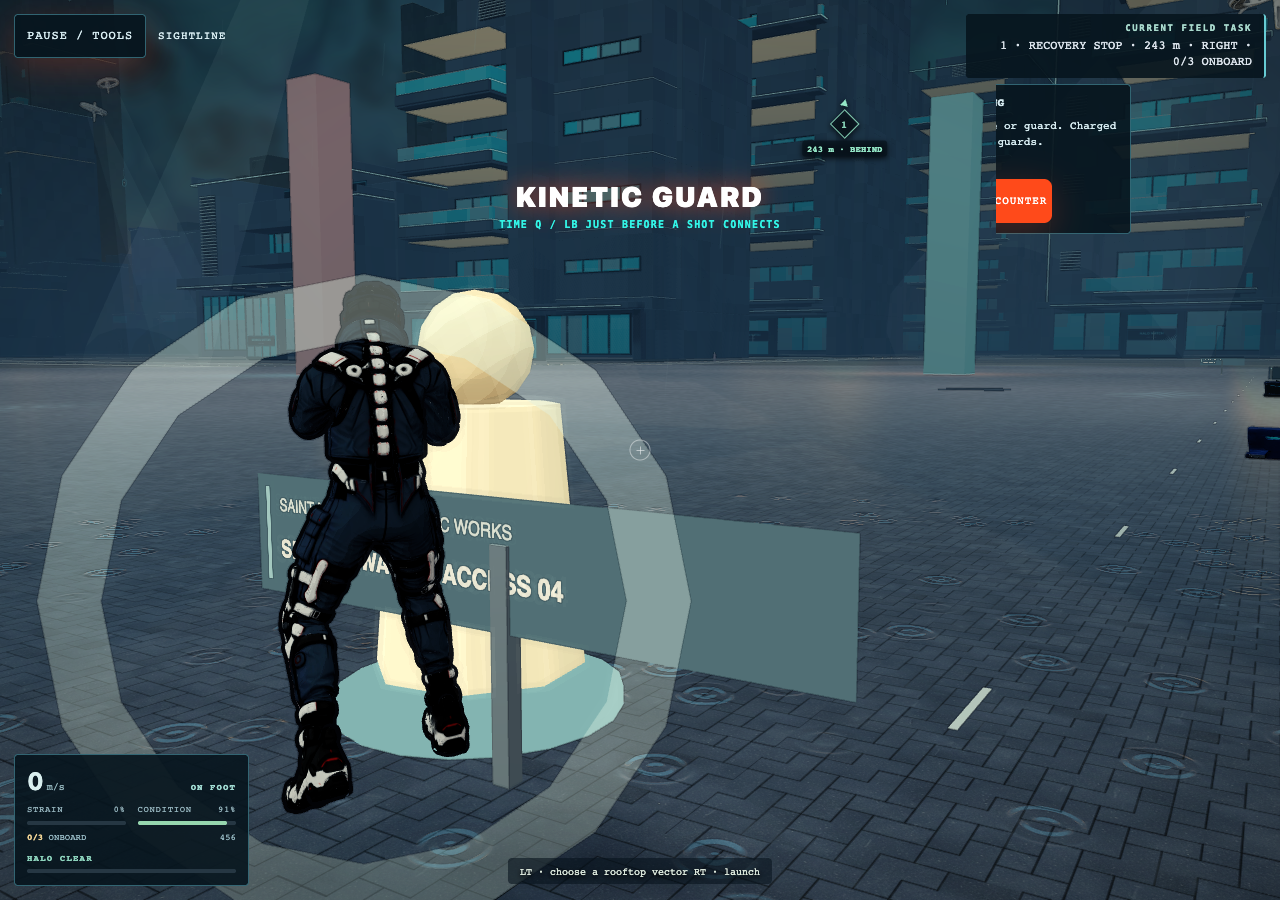 PAUSE / TOOLS
SIGHTLINE
CURRENT FIELD TASK
1 · RECOVERY STOP · 243 m · RIGHT ·
0/3 ONBOARD
or guard. Charged
guards.
COUNTER
1
243 m · BEHIND
KINETIC GUARD
TIME Q / LB JUST BEFORE A SHOT CONNECTS
WORKS
04
0 m/s
ON FOOT
STRAIN 0% CONDITION 91%
0/3 ONBOARD 456
HALO CLEAR
LT · choose a rooftop vector RT · launch